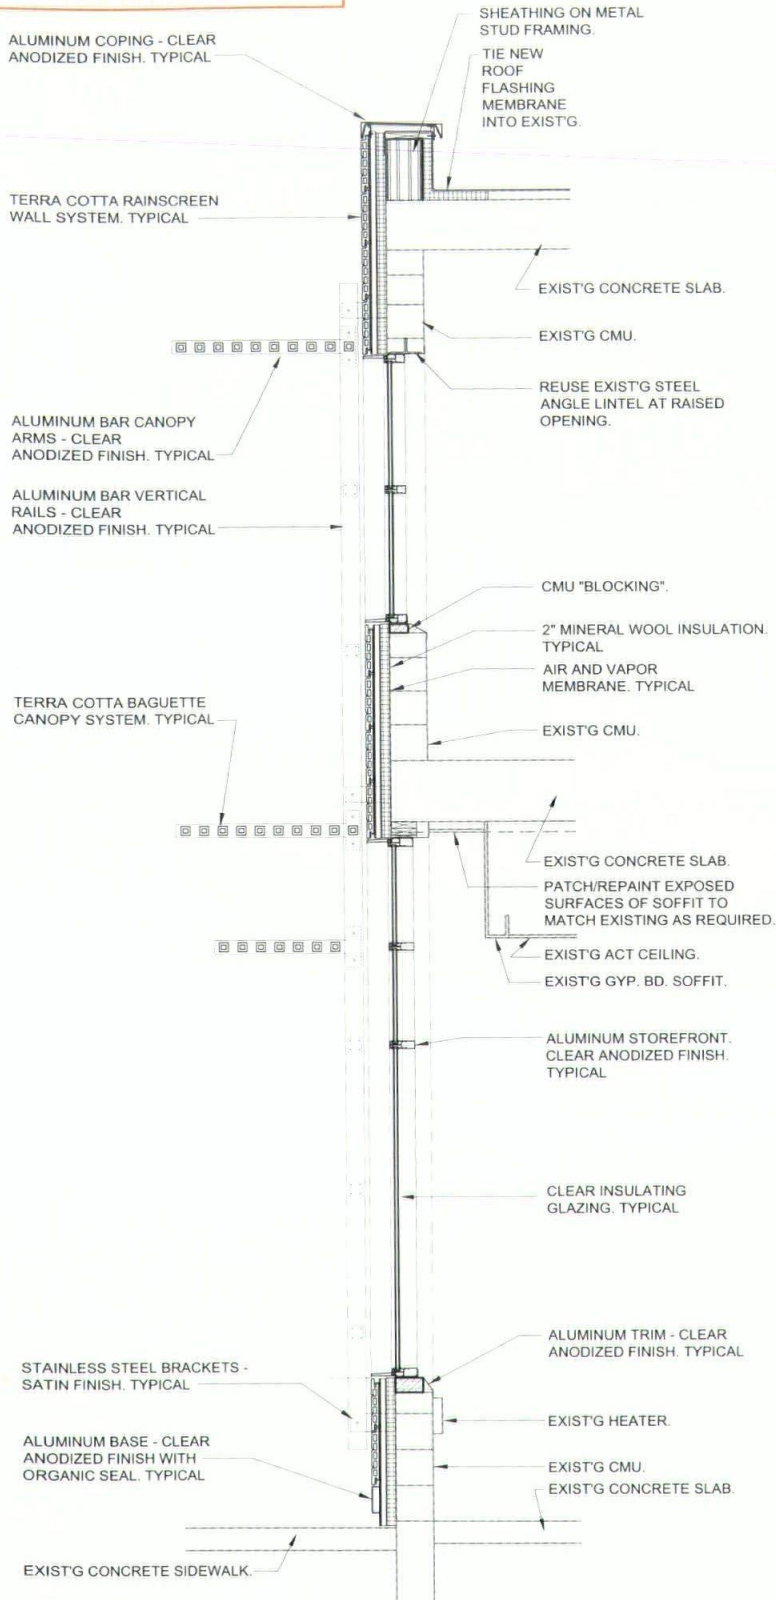 SHEATHING ON METAL
STUD FRAMING.
ALUMINUM COPING - CLEAR
ANODIZED FINISH. TYPICAL
TIE NEW
ROOF
FLASHING
MEMBRANE
INTO EXIST'G.
TERRA COTTA RAINSCREEN
WALL SYSTEM. TYPICAL
EXIST'G CONCRETE SLAB.
EXIST'G CMU.
REUSE EXIST'G STEEL
ANGLE LINTEL AT RAISED
OPENING.
ALUMINUM BAR CANOPY
ARMS - CLEAR
ANODIZED FINISH. TYPICAL
ALUMINUM BAR VERTICAL
RAILS - CLEAR
ANODIZED FINISH. TYPICAL
CMU "BLOCKING".
2" MINERAL WOOL INSULATION.
TYPICAL
AIR AND VAPOR
MEMBRANE. TYPICAL
TERRA COTTA BAGUETTE
CANOPY SYSTEM. TYPICAL
EXIST'G CMU.
EXIST'G CONCRETE SLAB.
PATCH/REPAINT EXPOSED
SURFACES OF SOFFIT TO
MATCH EXISTING AS REQUIRED.
EXIST'G ACT CEILING.
EXIST'G GYP. BD. SOFFIT.
ALUMINUM STOREFRONT.
CLEAR ANODIZED FINISH.
TYPICAL
CLEAR INSULATING
GLAZING. TYPICAL
ALUMINUM TRIM - CLEAR
ANODIZED FINISH. TYPICAL
STAINLESS STEEL BRACKETS -
SATIN FINISH. TYPICAL
EXIST'G HEATER.
ALUMINUM BASE - CLEAR
ANODIZED FINISH WITH
ORGANIC SEAL. TYPICAL
EXIST'G CMU.
EXIST'G CONCRETE SLAB.
EXIST'G CONCRETE SIDEWALK.